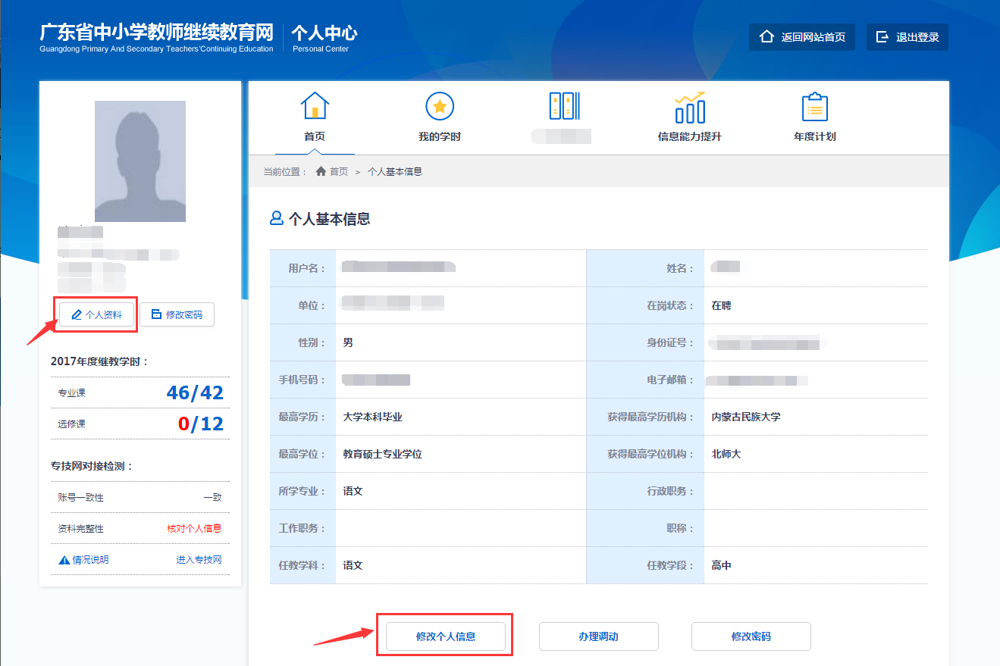 广东省中小学教师继续教育网 个人中心
Guangdong Primary And Secondary Teachers'Continuing Education Personal Center
返回网站首页 退出登录
首页 我的学时 信息能力提升 年度计划
当前位置： 首页 > 个人基本信息
个人资料 修改密码
2017年度继教学时：
专业课 46/42
选修课 0/12
专技网对接检测：
账号一致性 一致
资料完整性 核对个人信息
情况说明 进入专技网
个人基本信息
用户名： 姓名：
单位： 在岗状态： 在聘
性别： 男 身份证号：
手机号码： 电子邮箱：
最高学历： 大学本科毕业 获得最高学历机构： 内蒙古民族大学
最高学位： 教育硕士专业学位 获得最高学位机构： 北师大
所学专业： 语文 行政职务：
工作职务： 职称：
任教学科： 语文 任教学段： 高中
修改个人信息 办理调动 修改密码